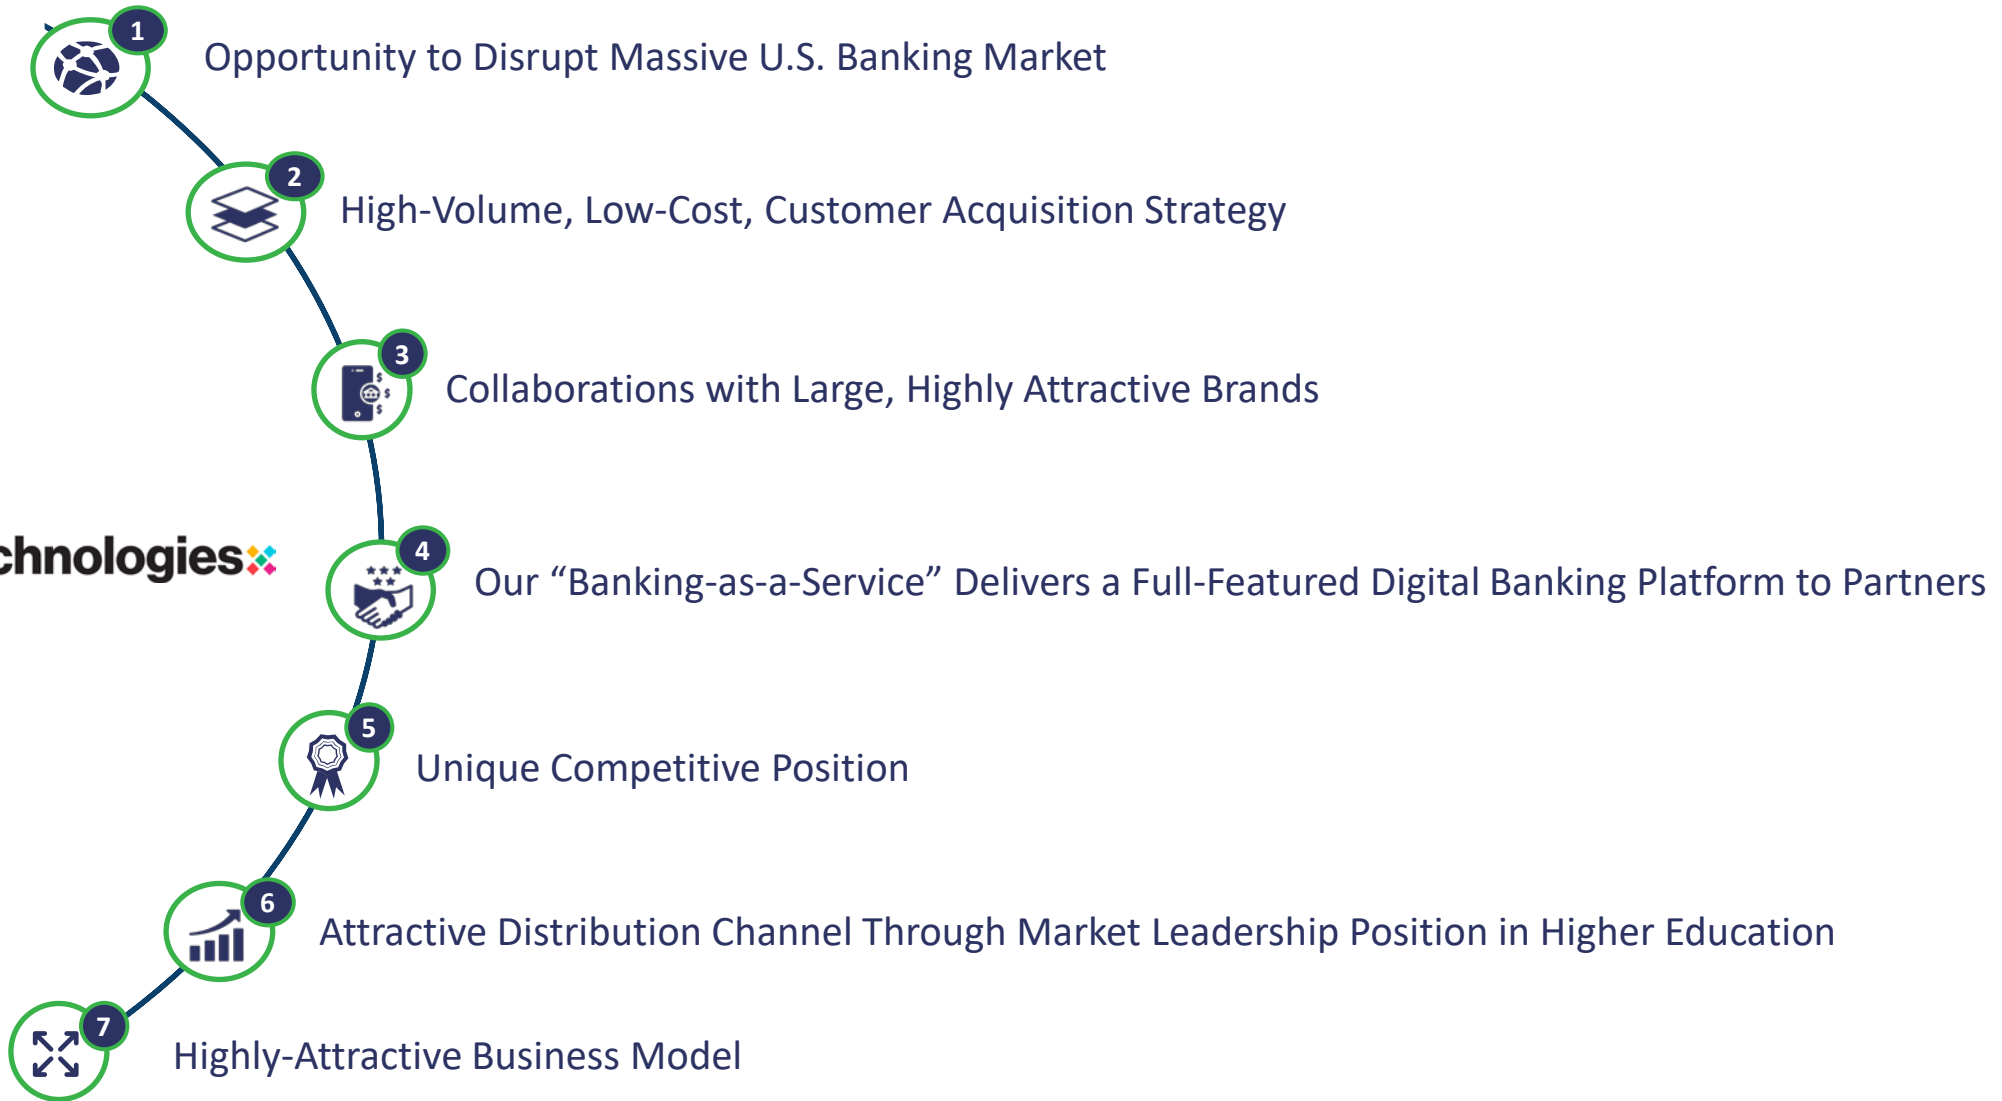 1
Opportunity to Disrupt Massive U.S. Banking Market
2
High-Volume, Low-Cost, Customer Acquisition Strategy
3
Collaborations with Large, Highly Attractive Brands
chnologies
4
Our “Banking-as-a-Service” Delivers a Full-Featured Digital Banking Platform to Partners
5
Unique Competitive Position
6
Attractive Distribution Channel Through Market Leadership Position in Higher Education
7
Highly-Attractive Business Model